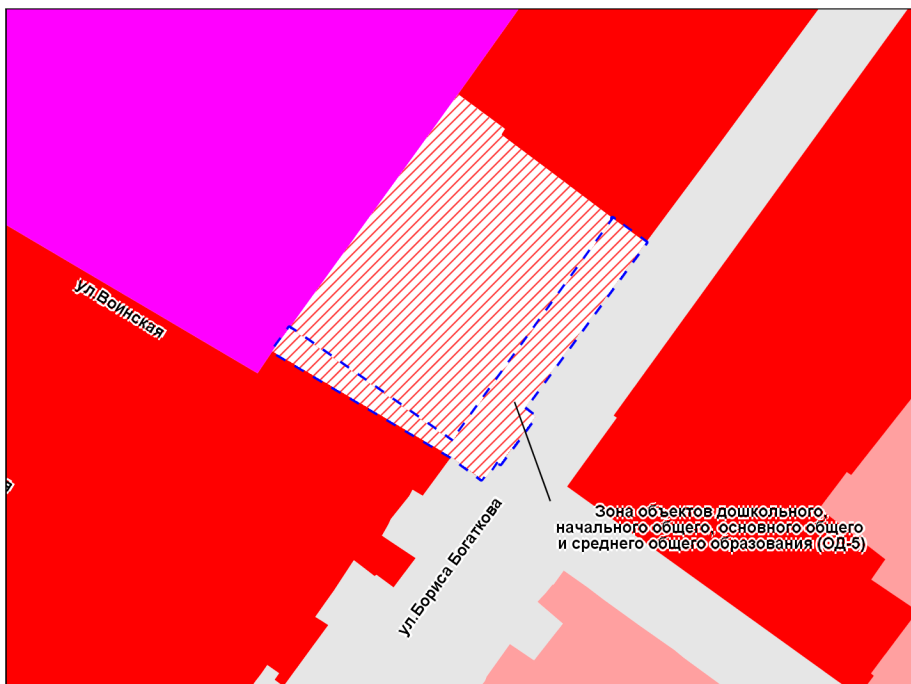 ул.Воинская
Зона объектов дошкольного,
начального общего, основного общего
и среднего общего образования (ОД-5)
ул.Бориса Богаткова